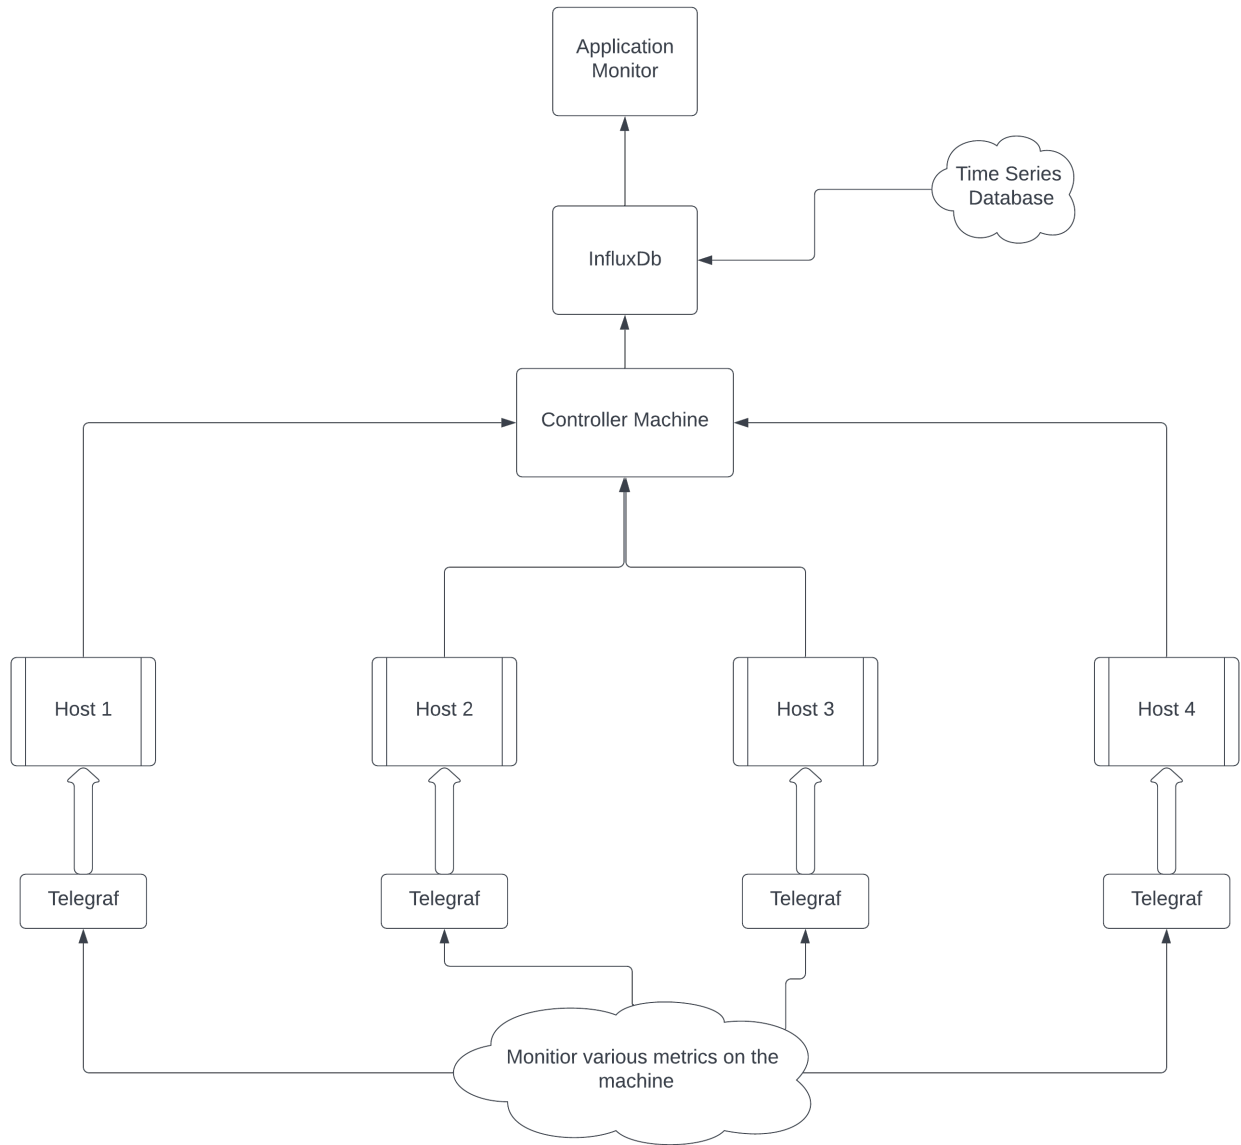 Application
Monitor
Time Series
Database
InfluxDb
Controller Machine
Host 1
Host 2
Host 3
Host 4
Telegraf
Telegraf
Telegraf
Telegraf
Monitior various metrics on the
machine